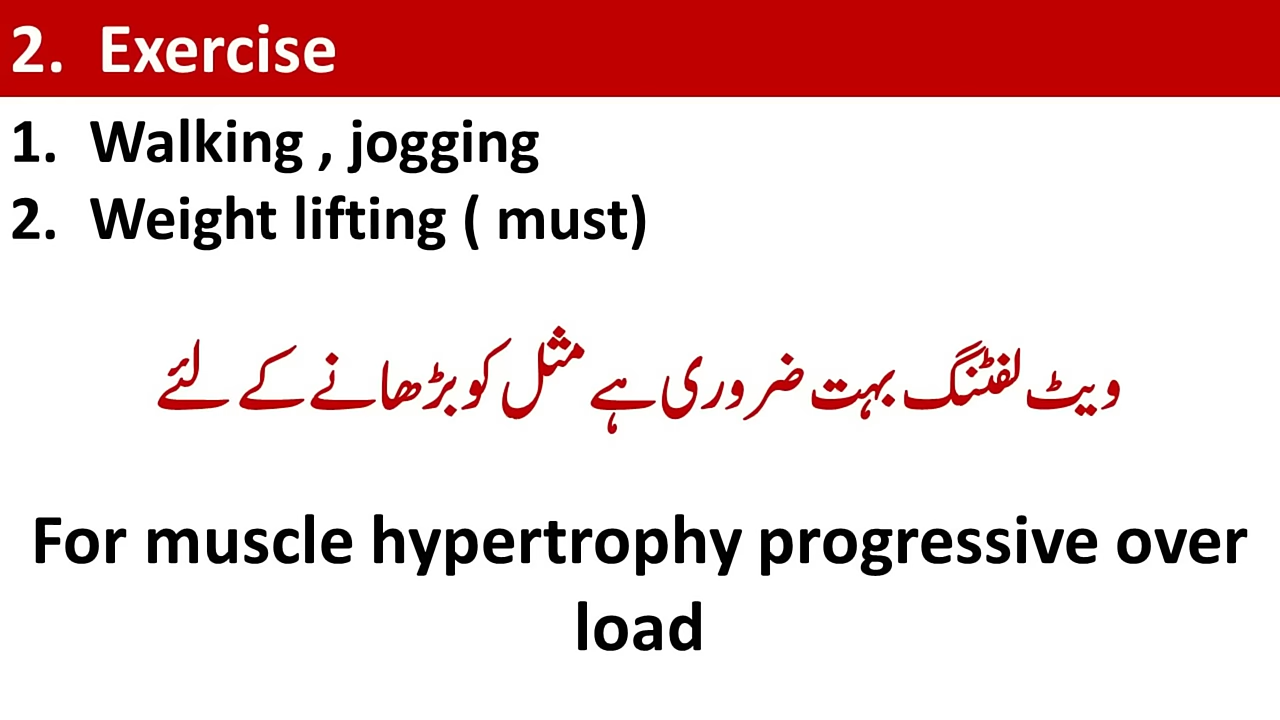 2. Exercise
1. Walking , jogging
2. Weight lifting ( must)
ویٹ لفٹنگ بہت ضروری ہے مثل کو بڑھانے کے لئے
For muscle hypertrophy progressive over
load